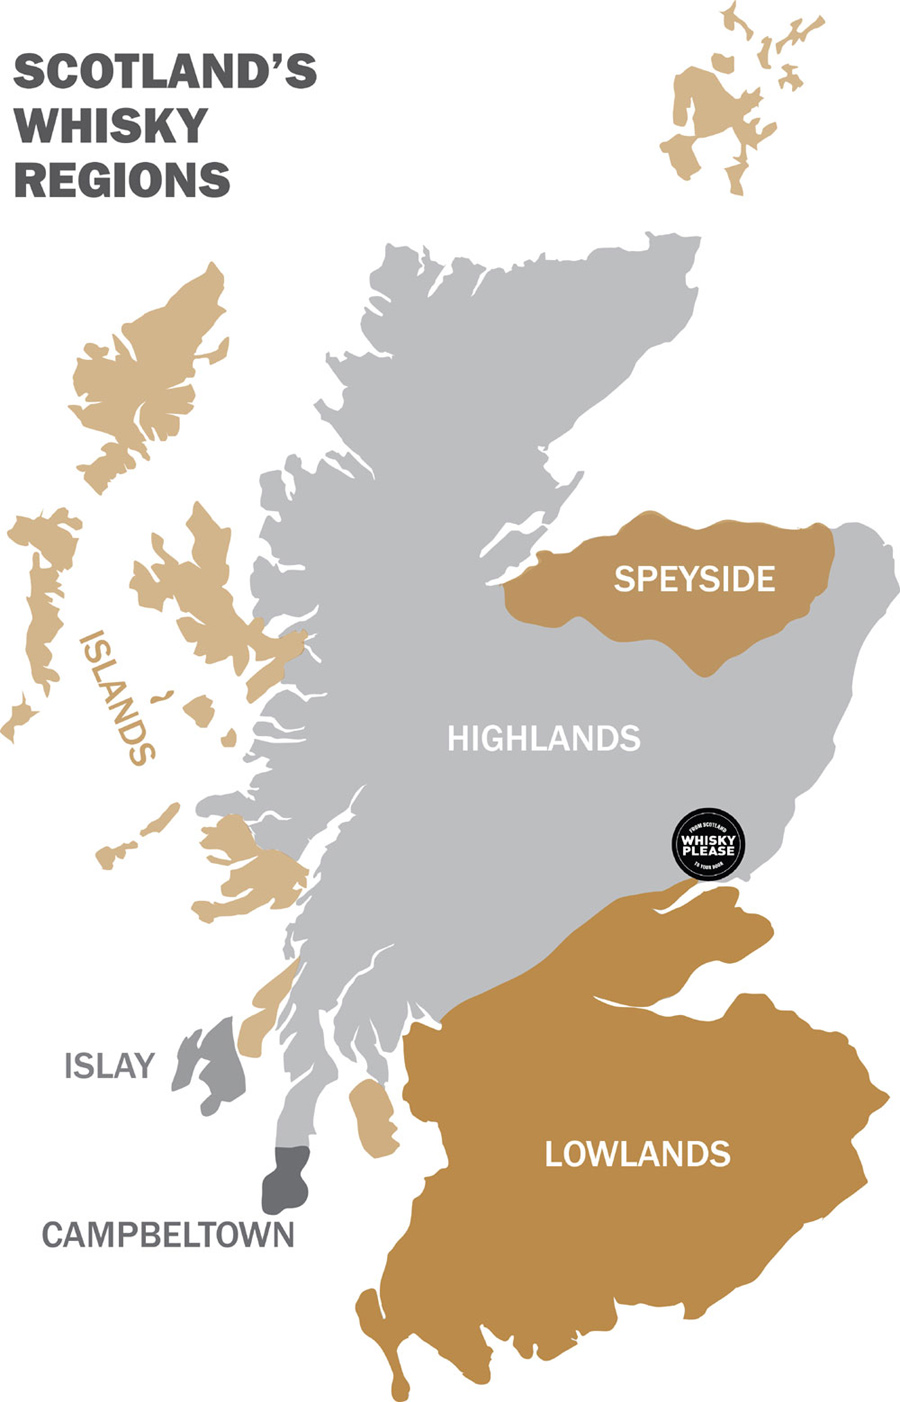 SCOTLAND'S
WHISKY
REGIONS
SPEYSIDE
ISLANDS
HIGHLANDS
FROM SCOTLAND
WHISKY
PLEASE
TO YOUR DOOR
ISLAY
LOWLANDS
CAMPBELTOWN